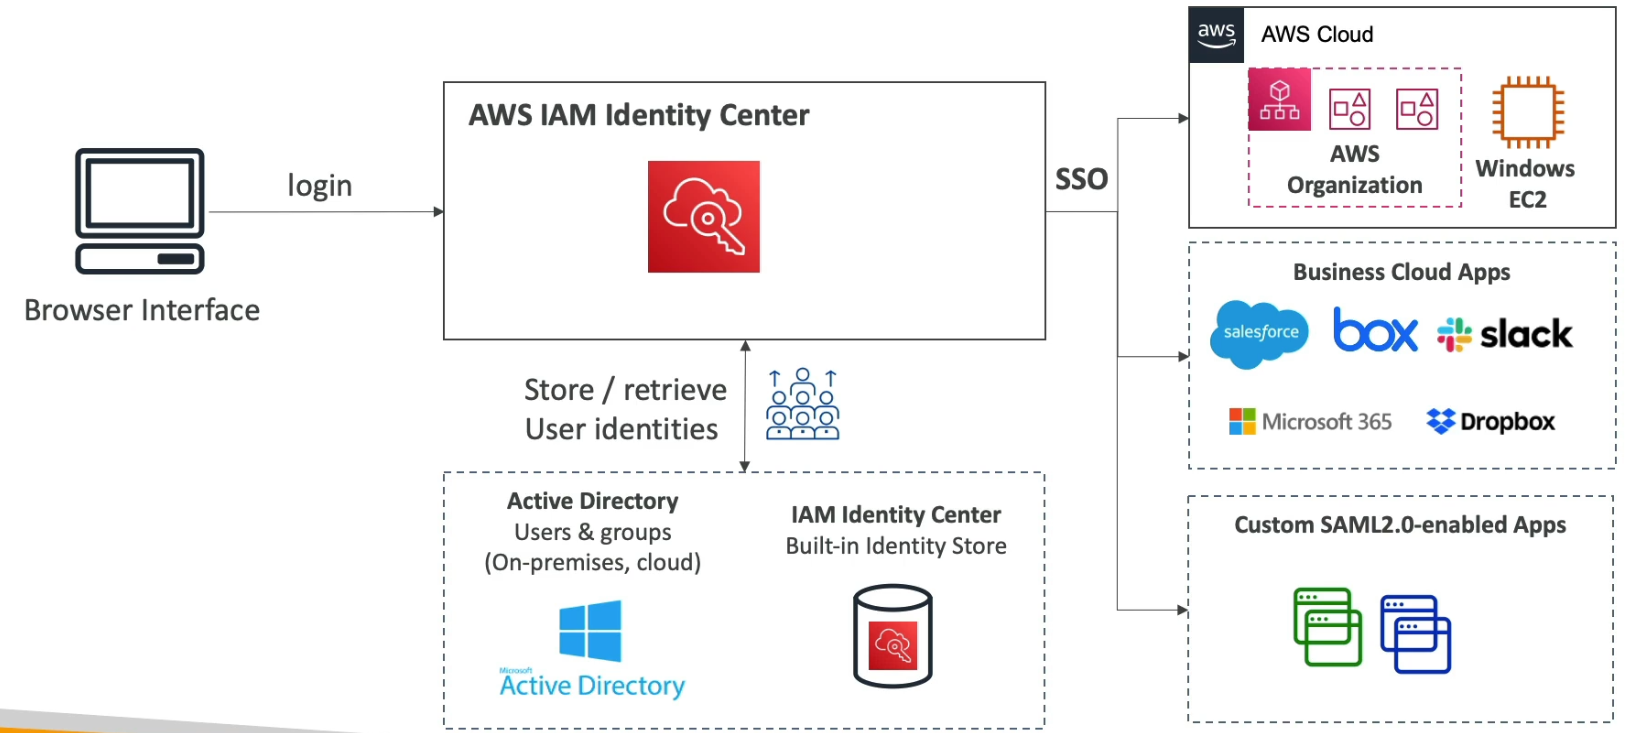 aws
AWS Cloud
AWS IAM Identity Center
AWS
Organization
Windows
EC2
login
SSO
Browser Interface
Business Cloud Apps
salesforce
box
slack
Microsoft 365
Dropbox
Store / retrieve
User identities
Active Directory
Users & groups
(On-premises, cloud)
Microsoft
Active Directory
IAM Identity Center
Built-in Identity Store
Custom SAML2.0-enabled Apps